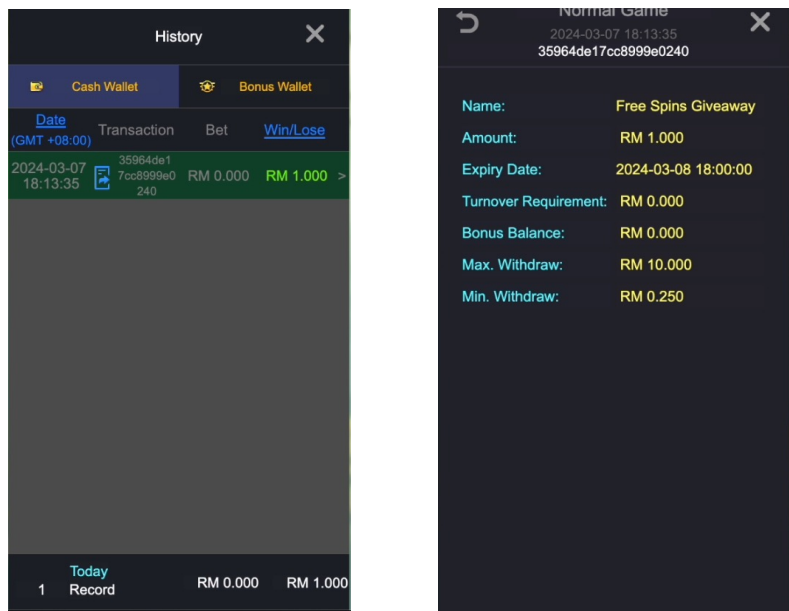 History
Cash Wallet
Bonus Wallet
Date
(GMT +08:00)
Transaction
Bet
Win/Lose
2024-03-07
18:13:35
35964de1
7cc8999e0
240
RM 0.000
RM 1.000 >
Today
1 Record
RM 0.000
RM 1.000
Normal Game
2024-03-07 18:13:35
35964de17cc8999e0240
Name: Free Spins Giveaway
Amount: RM 1.000
Expiry Date: 2024-03-08 18:00:00
Turnover Requirement: RM 0.000
Bonus Balance: RM 0.000
Max. Withdraw: RM 10.000
Min. Withdraw: RM 0.250